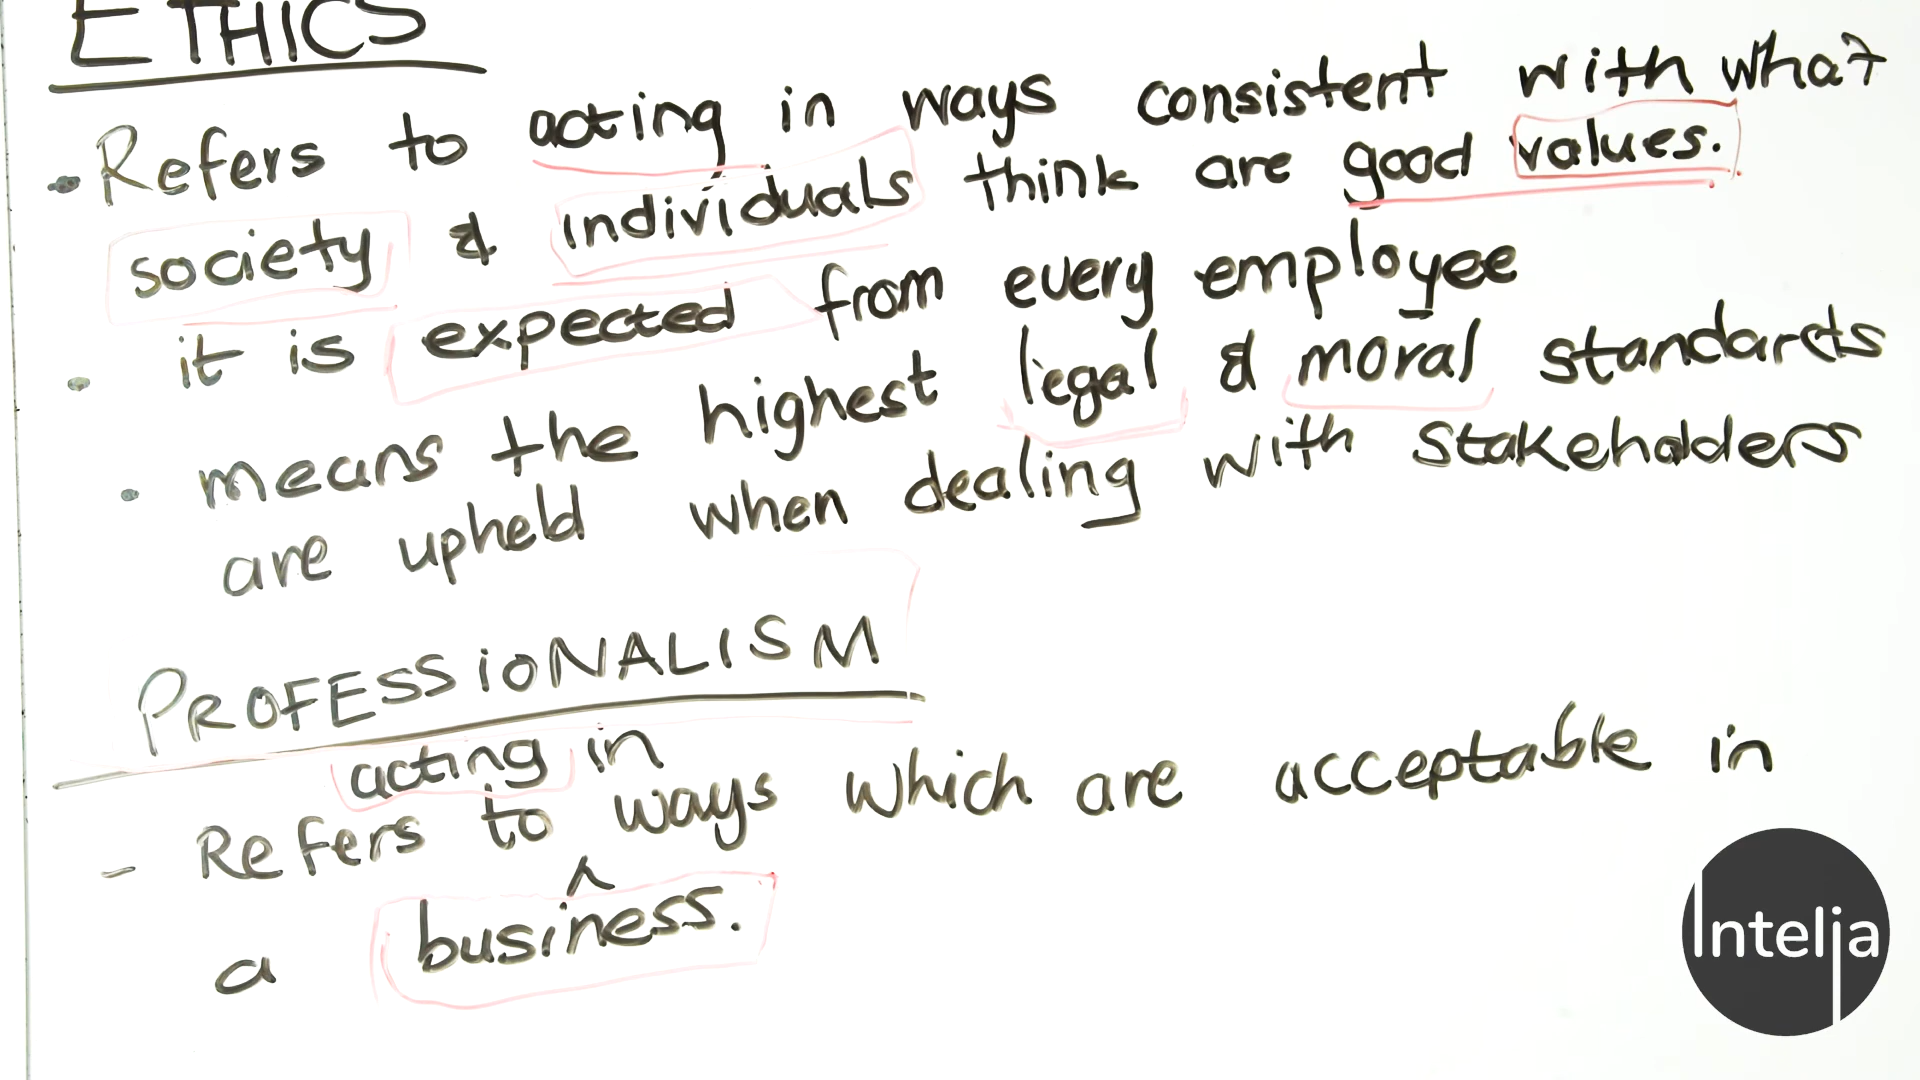 ETHICS
• Refers to acting in ways consistent with what
society & individuals think are good values.
• it is expected from every employee
• means the highest legal & moral standards
are upheld when dealing with stakeholders
PROFESSIONALISM
acting in
- Refers to ^ ways which are acceptable in
a business.
Intelja